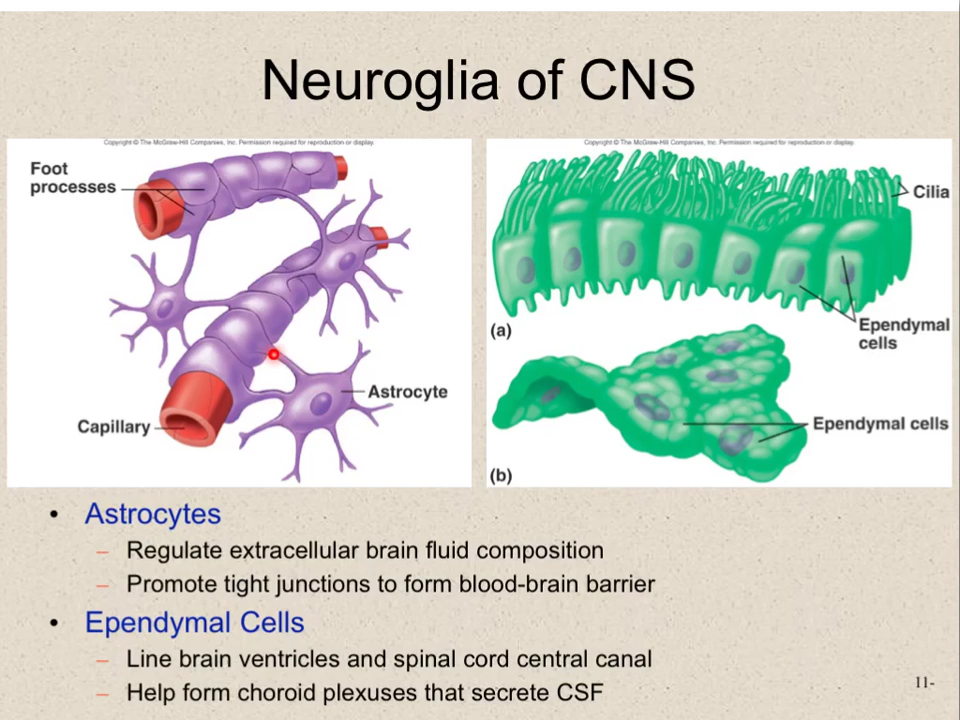 Neuroglia of CNS
Copyright © The McGraw-Hill Companies, Inc. Permission required for reproduction or display.
Foot
processes
Astrocyte
Capillary
Copyright © The McGraw-Hill Companies, Inc. Permission required for reproduction or display.
Cilia
(a)
Ependymal
cells
Ependymal cells
(b)
• Astrocytes
– Regulate extracellular brain fluid composition
– Promote tight junctions to form blood-brain barrier
• Ependymal Cells
– Line brain ventricles and spinal cord central canal
– Help form choroid plexuses that secrete CSF
11-